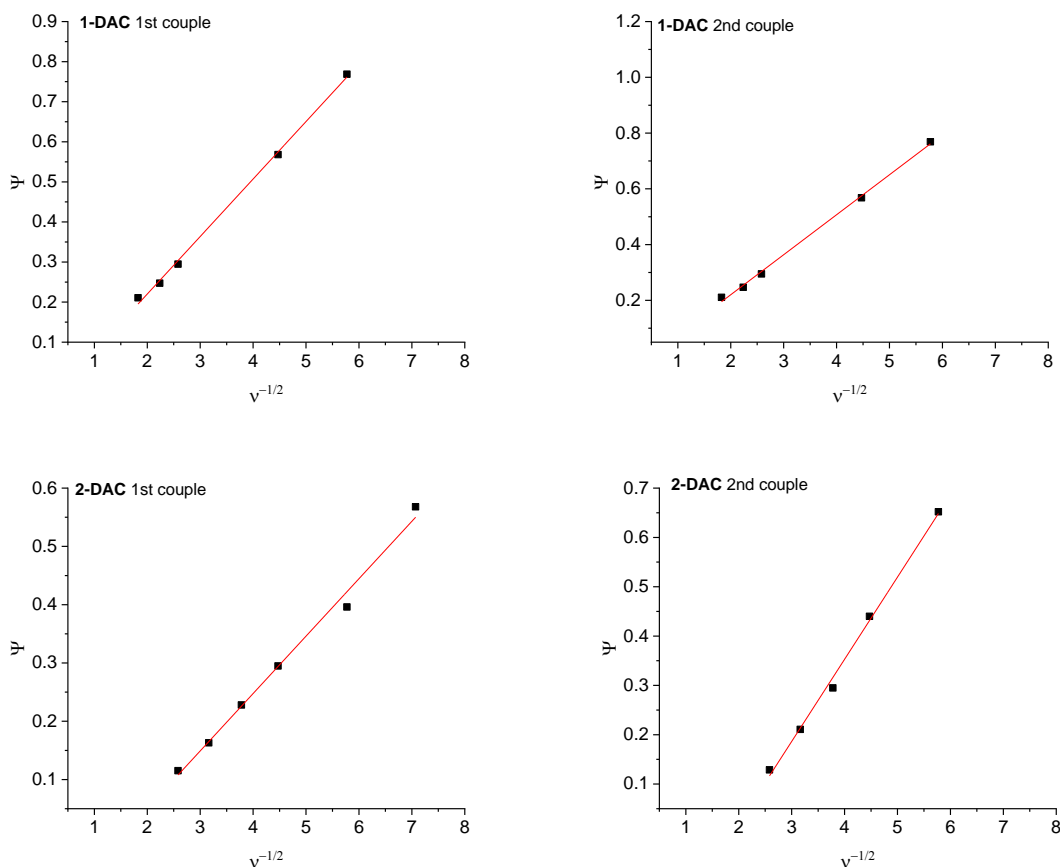 1-DAC 1st couple
0.9
0.8
0.7
0.6
0.5
0.4
0.3
0.2
0.1
Ψ
1 2 3 4 5 6 7 8
ν⁻¹/²
1-DAC 2nd couple
1.2
1.0
0.8
0.6
0.4
0.2
Ψ
1 2 3 4 5 6 7 8
ν⁻¹/²
2-DAC 1st couple
0.6
0.5
0.4
0.3
0.2
0.1
Ψ
1 2 3 4 5 6 7 8
ν⁻¹/²
2-DAC 2nd couple
0.7
0.6
0.5
0.4
0.3
0.2
0.1
Ψ
1 2 3 4 5 6 7 8
ν⁻¹/²